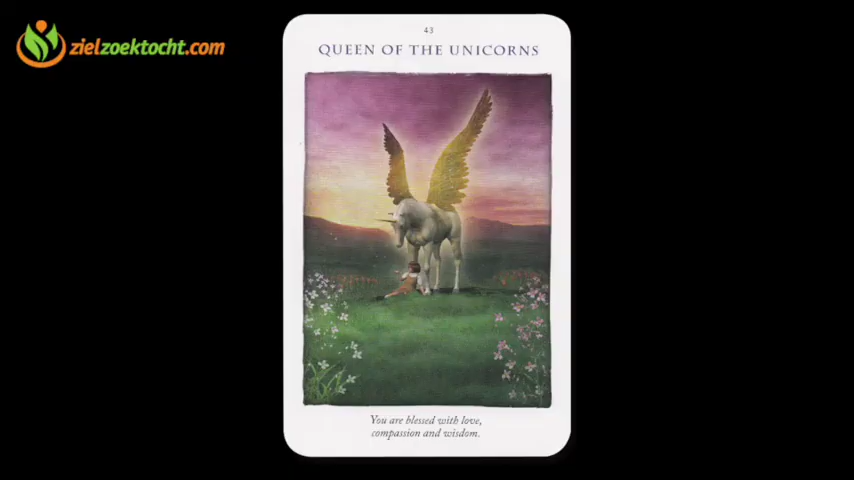 zielzoektocht.com
43
QUEEN OF THE UNICORNS
You are blessed with love,
compassion and wisdom.